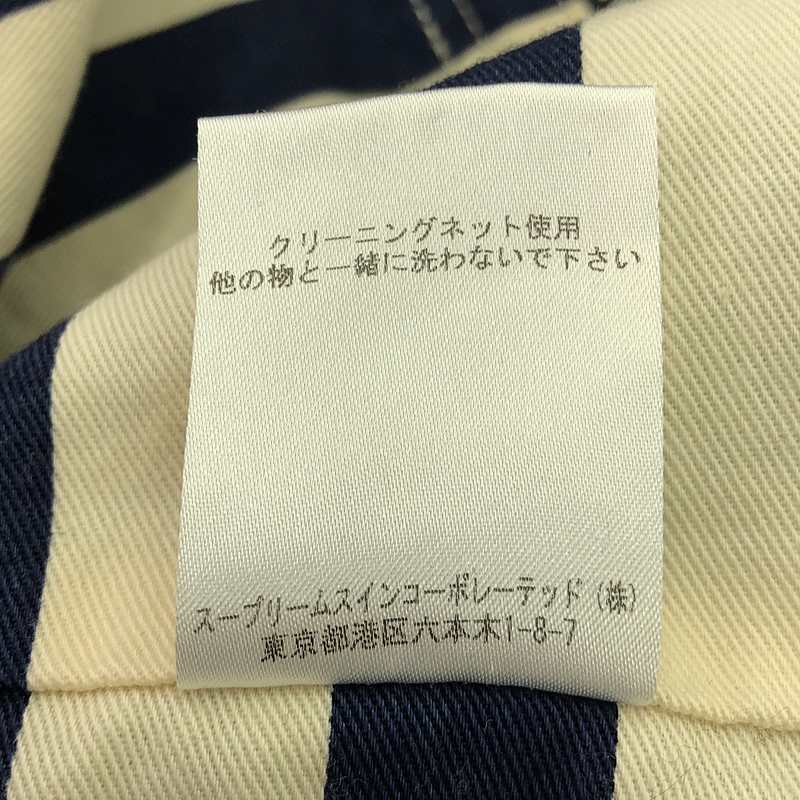 クリーニングネット使用
他の物と一緒に洗わないで下さい
スープリームスインコーポレーテッド(株)
東京都港区六本木1-8-7